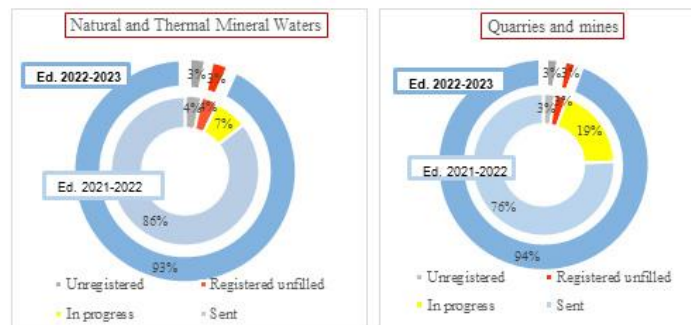 Natural and Thermal Mineral Waters
Ed. 2022-2023
3%
3%
4%
4%
7%
Ed. 2021-2022
86%
93%
Unregistered
Registered unfilled
In progress
Sent
Quarries and mines
Ed. 2022-2023
3%
3%
3%
3%
19%
Ed. 2021-2022
76%
94%
Unregistered
Registered unfilled
In progress
Sent